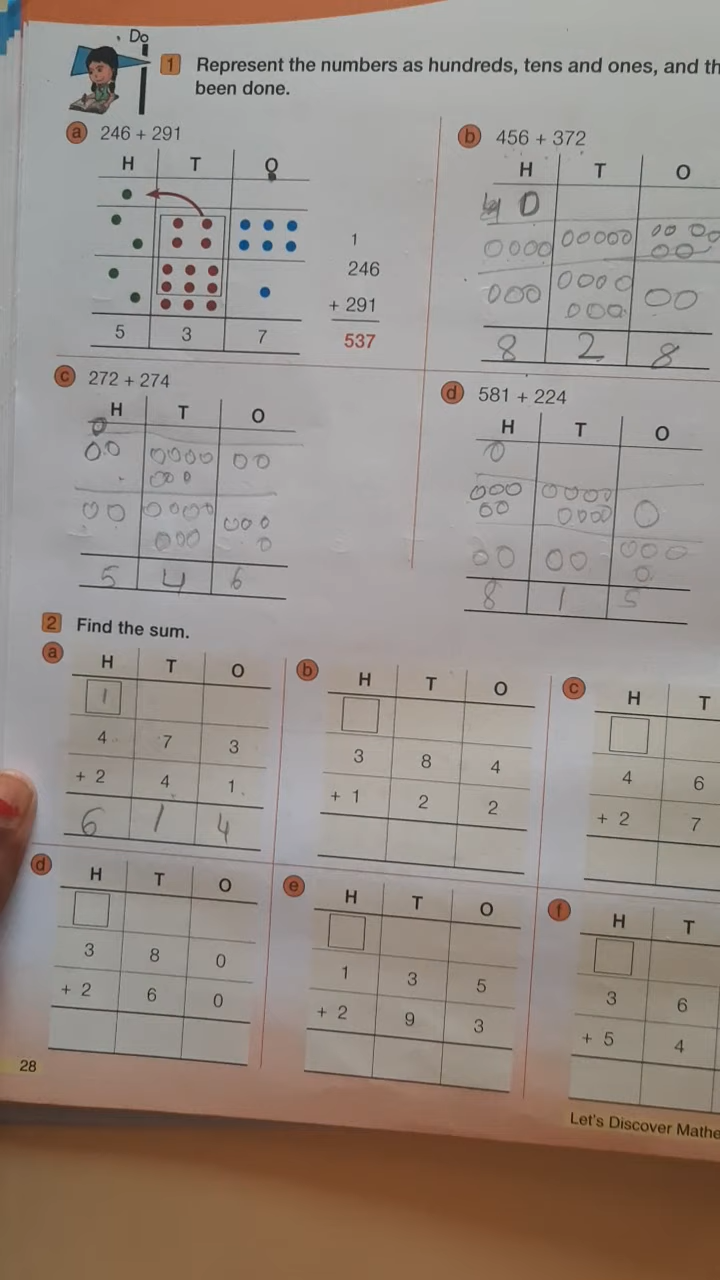 I Do
1 Represent the numbers as hundreds, tens and ones, and th
been done.
a 246 + 291
H T O
1
246
+ 291
537
5 3 7
b 456 + 372
H T O
8 2 8
c 272 + 274
H T O
5 4 6
d 581 + 224
H T O
8 1 5
2 Find the sum.
a
H T O
1
4 7 3
+ 2 4 1
6 1 4
b
H T O
3 8 4
+ 1 2 2
c
H T
4 6
+ 2 7
d
H T O
3 8 0
+ 2 6 0
e
H T O
1 3 5
+ 2 9 3
f
H T
3 6
+ 5 4
28
Let's Discover Mathe